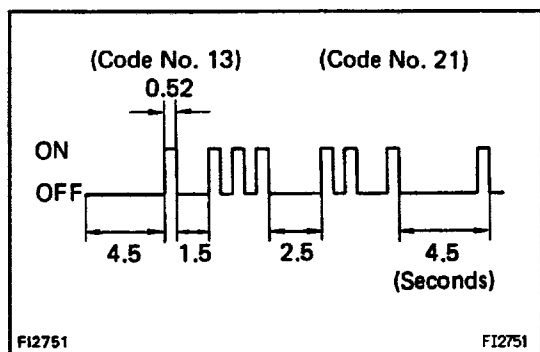 (Code No. 13) (Code No. 21)
0.52
ON
OFF
4.5 1.5 2.5 4.5
(Seconds)
FI2751 FI2751